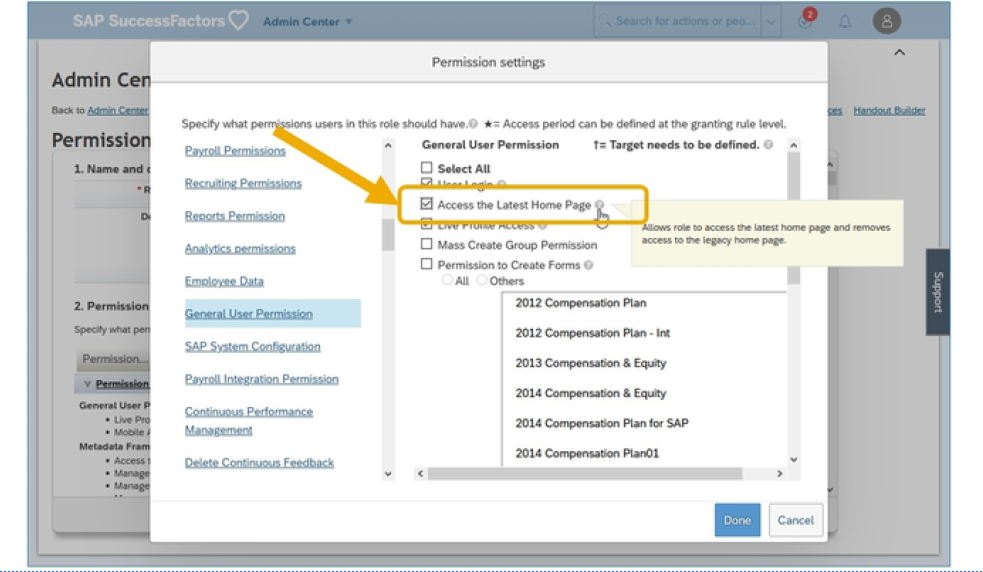 SAP SuccessFactors Admin Center
Search for actions or peo...
2
Admin Cen
Back to Admin Center
ces Handout Builder
Permission
1. Name and
* R
2. Permission
Specify what per
Permission...
Permission
General User P
• Live Pro
• Mobile A
Metadata Fram
• Access t
• Manage
• Manage
Permission settings
Specify what permissions users in this role should have. ★= Access period can be defined at the granting rule level.
Payroll Permissions
Recruiting Permissions
Reports Permission
Analytics permissions
Employee Data
General User Permission
SAP System Configuration
Payroll Integration Permission
Continuous Performance
Management
Delete Continuous Feedback
General User Permission †= Target needs to be defined.
Select All
User Login
Access the Latest Home Page
Live Profile Access
Mass Create Group Permission
Permission to Create Forms
All Others
2012 Compensation Plan
2012 Compensation Plan - Int
2013 Compensation & Equity
2014 Compensation & Equity
2014 Compensation Plan for SAP
2014 Compensation Plan01
Allows role to access the latest home page and removes
access to the legacy home page.
Support
Done Cancel